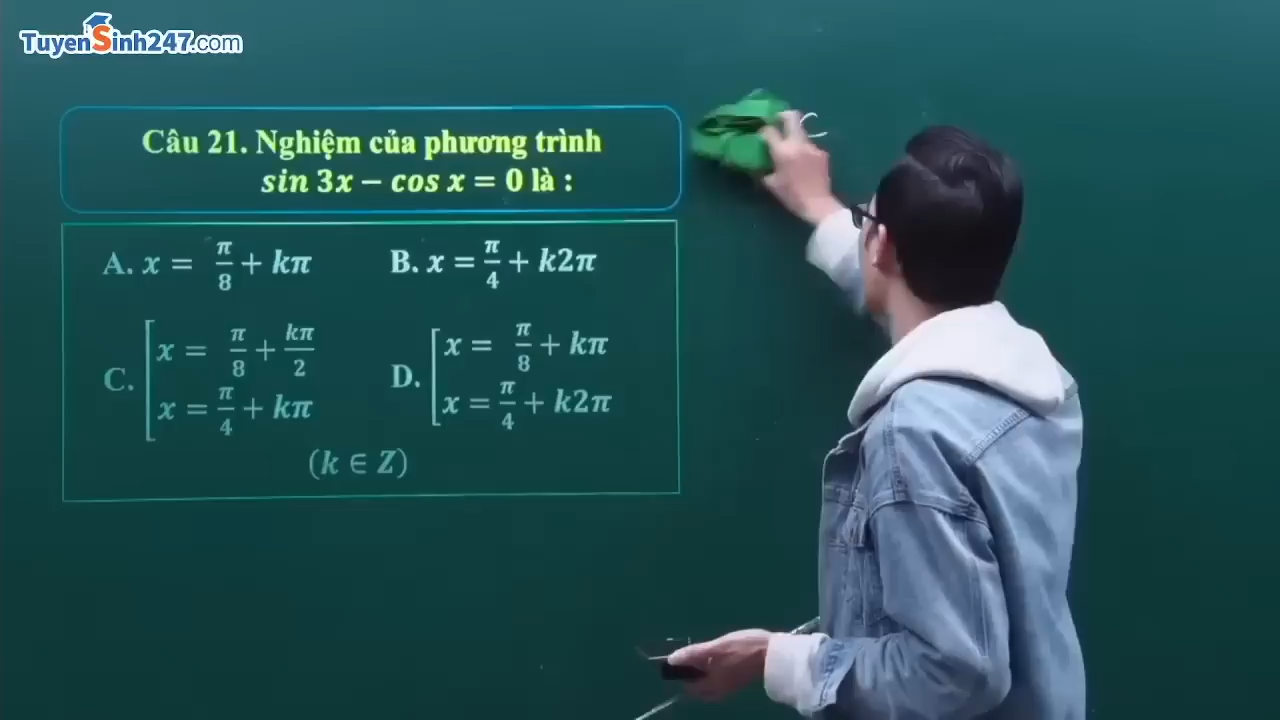 TuyenSinh247.com
Câu 21. Nghiệm của phương trình
sin 3x − cos x = 0 là :
A. x = π/8 + kπ
B. x = π/4 + k2π
C. [ x = π/8 + kπ/2
x = π/4 + kπ
D. [ x = π/8 + kπ
x = π/4 + k2π
(k ∈ Z)